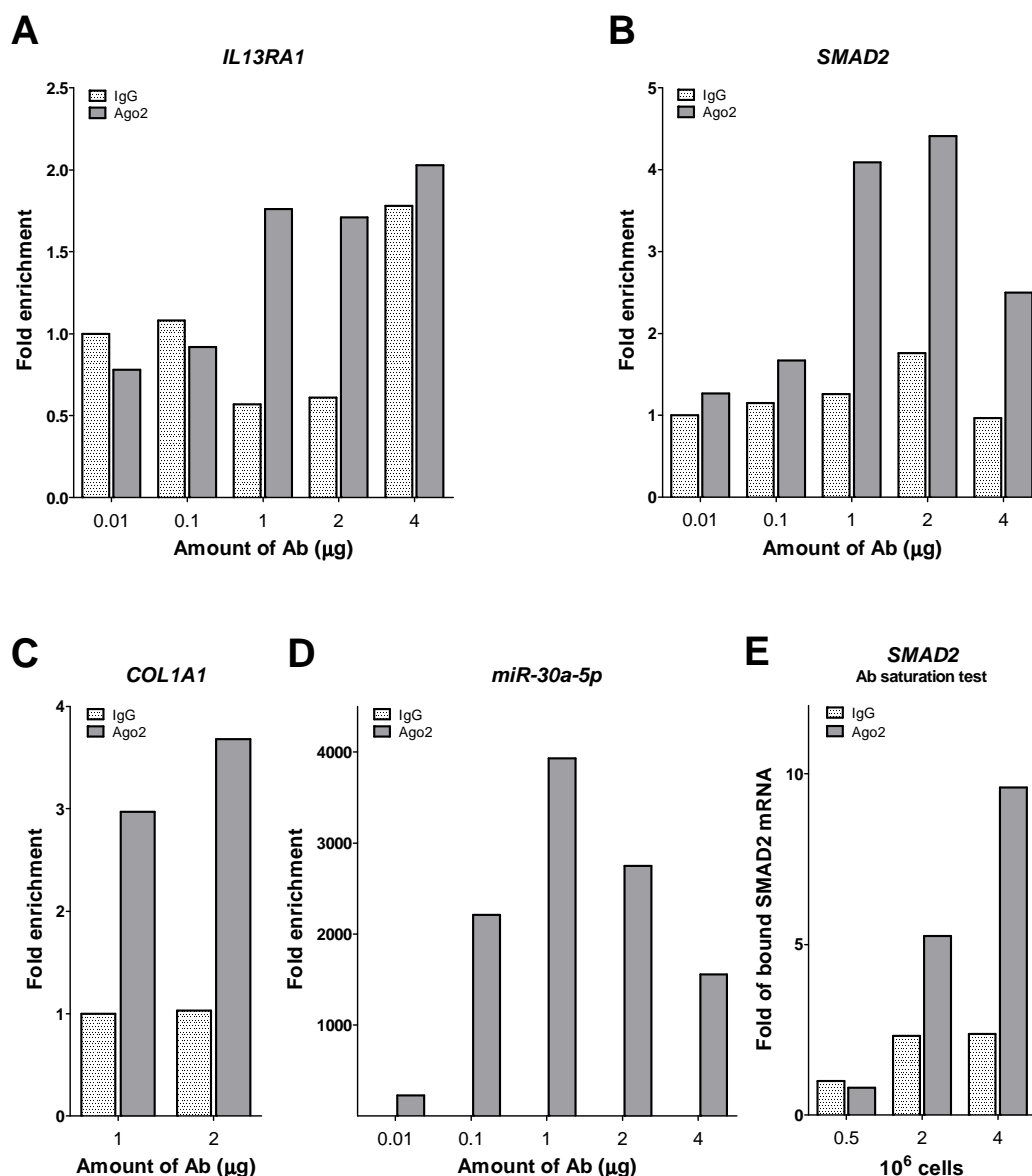 A
IL13RA1
IgG
Ago2
Fold enrichment
2.5
2.0
1.5
1.0
0.5
0.0
0.01 0.1 1 2 4
Amount of Ab (μg)
B
SMAD2
IgG
Ago2
Fold enrichment
5
4
3
2
1
0
0.01 0.1 1 2 4
Amount of Ab (μg)
C
COL1A1
IgG
Ago2
Fold enrichment
4
3
2
1
0
1 2
Amount of Ab (μg)
D
miR-30a-5p
IgG
Ago2
Fold enrichment
4000
3000
2000
1000
0.01 0.1 1 2 4
Amount of Ab (μg)
E
SMAD2
Ab saturation test
IgG
Ago2
Fold of bound SMAD2 mRNA
10
5
0
0.5 2 4
10⁶ cells